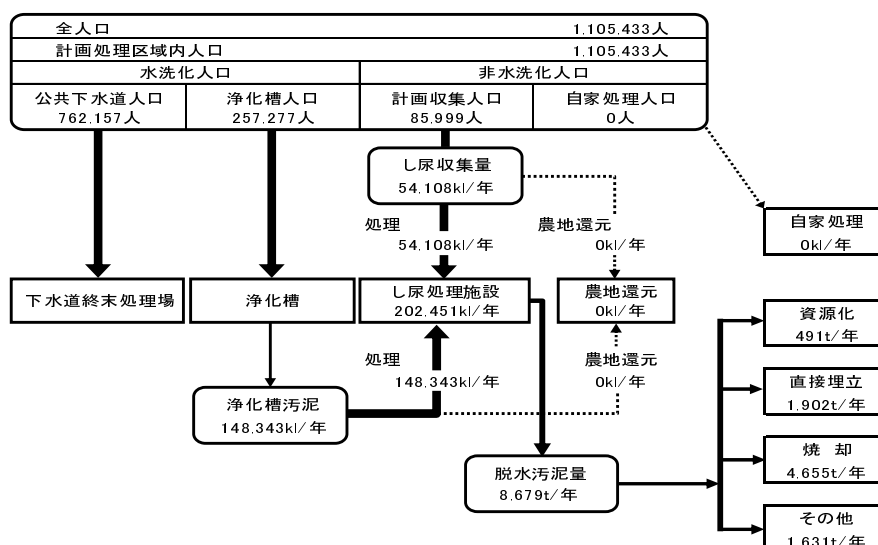 全人口 1,105,433人
計画処理区域内人口 1,105,433人
水洗化人口 非水洗化人口
公共下水道人口 浄化槽人口 計画収集人口 自家処理人口
762,157人 257,277人 85,999人 0人
し尿収集量
54,108kl/年
処理 農地還元
54,108kl/年 0kl/年
自家処理
0kl/年
下水道終末処理場 浄化槽
し尿処理施設
202,451kl/年
農地還元
0kl/年
資源化
491t/年
処理 農地還元
148,343kl/年 0kl/年
直接埋立
1,902t/年
浄化槽汚泥
148,343kl/年
焼 却
4,655t/年
脱水汚泥量
8,679t/年
その他
1,631t/年